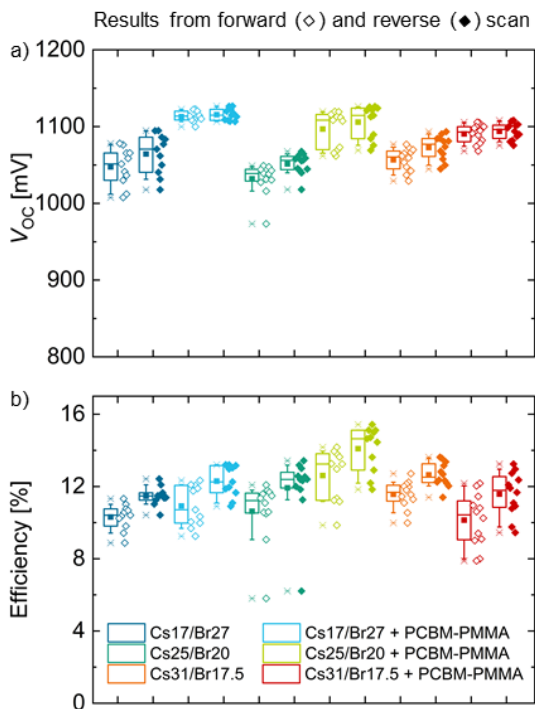 Results from forward (◇) and reverse (◆) scan
a)
1200
1100
1000
900
800
V_OC [mV]
b)
16
12
8
4
0
Efficiency [%]
Cs17/Br27 Cs17/Br27 + PCBM-PMMA
Cs25/Br20 Cs25/Br20 + PCBM-PMMA
Cs31/Br17.5 Cs31/Br17.5 + PCBM-PMMA